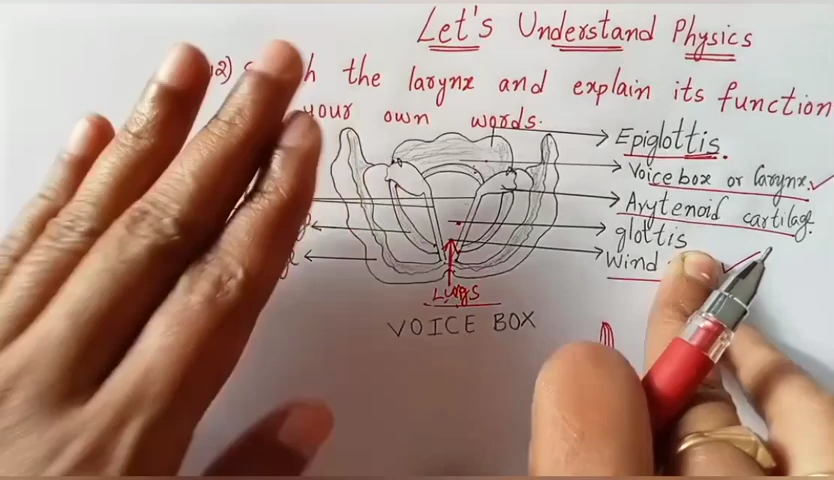 Let's Understand Physics
12) the larynx and explain its function
your own words.
Epiglottis.
Voice box or larynx
Arytenoid cartilage
glottis
Wind
Lungs
VOICE BOX